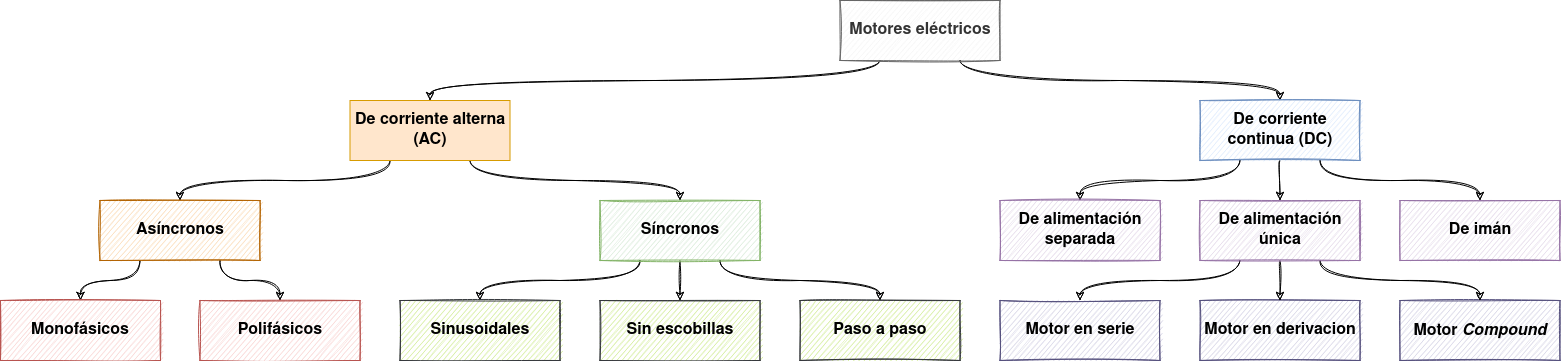 Motores eléctricos
De corriente alterna
(AC)
De corriente
continua (DC)
Asíncronos
Síncronos
De alimentación
separada
De alimentación
única
De imán
Monofásicos
Polifásicos
Sinusoidales
Sin escobillas
Paso a paso
Motor en serie
Motor en derivacion
Motor Compound